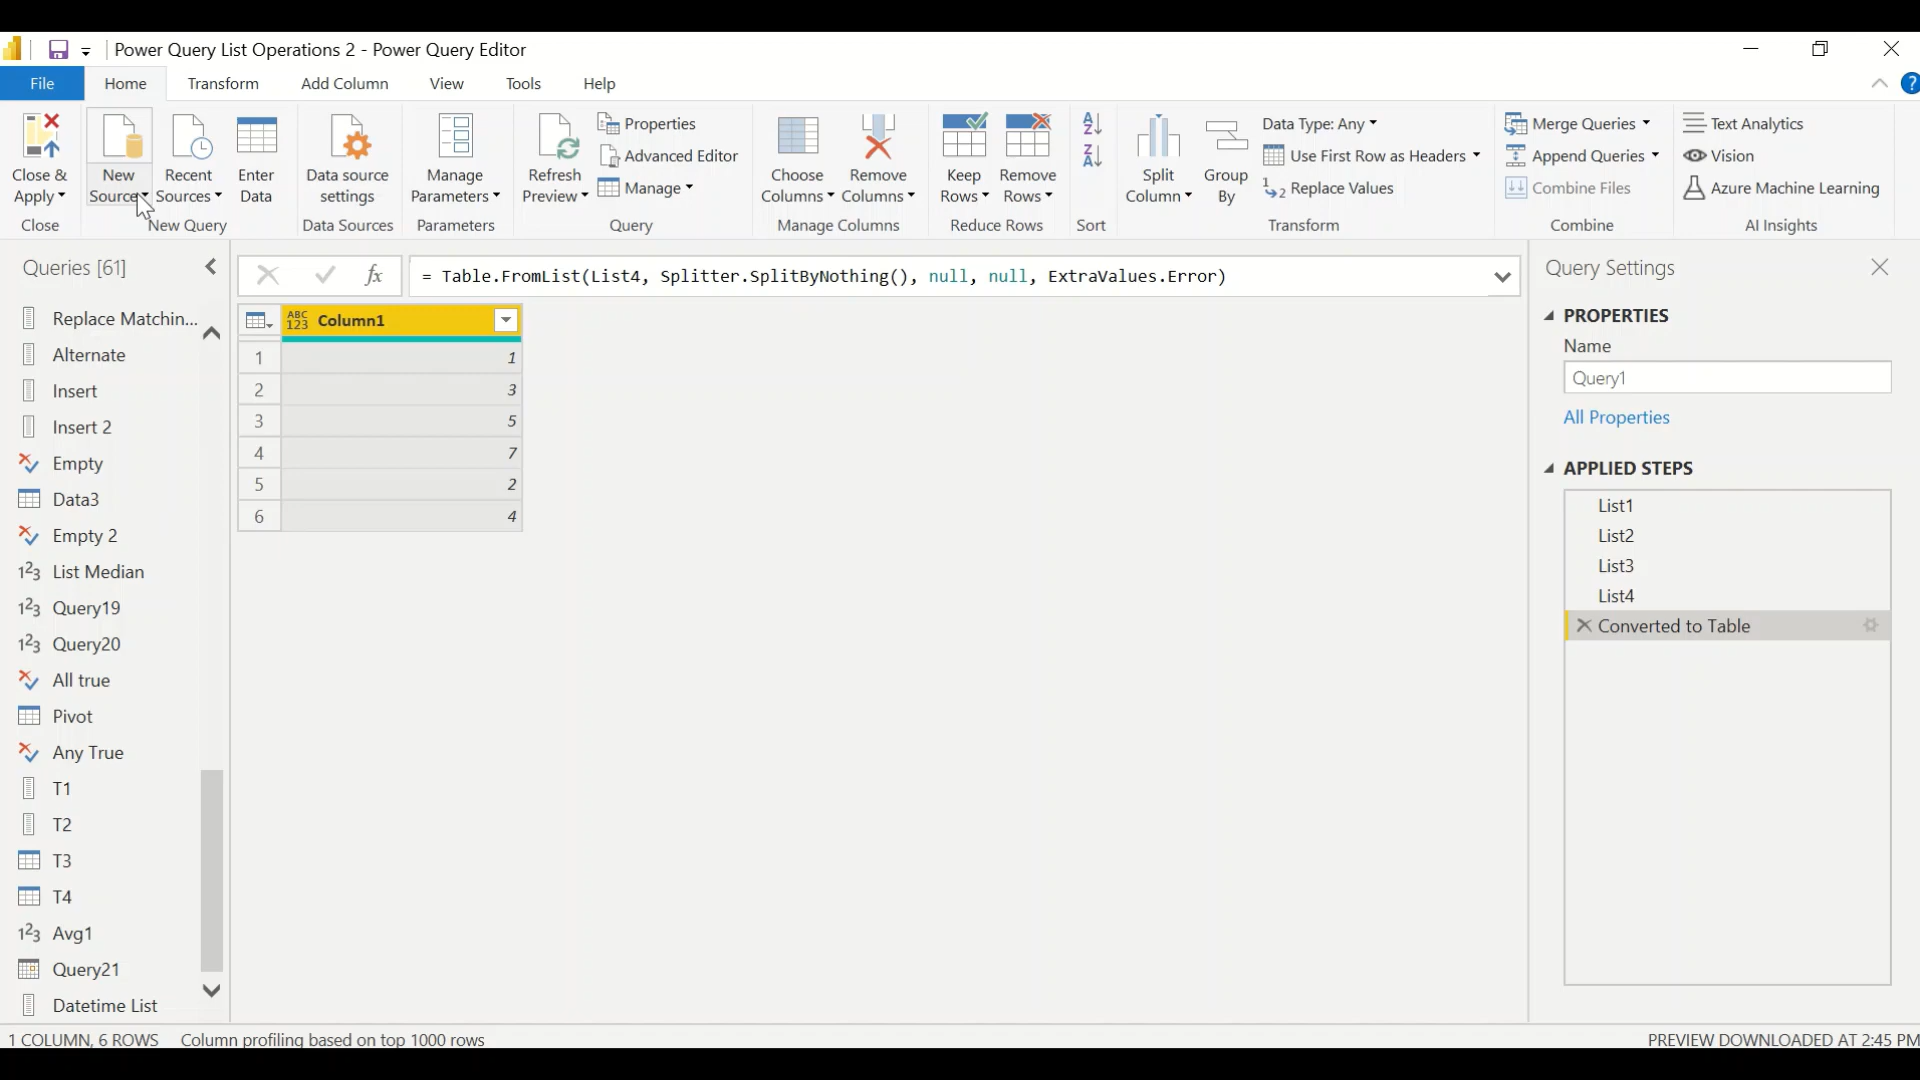 Power Query List Operations 2 - Power Query Editor
File Home Transform Add Column View Tools Help
Close & Apply
New Source
Recent Sources
Enter Data
Data source settings
Manage Parameters
Refresh Preview
Properties
Advanced Editor
Manage
Choose Columns
Remove Columns
Keep Rows
Remove Rows
A Z
Z A
Split Column
Group By
Data Type: Any
Use First Row as Headers
1 2 Replace Values
Merge Queries
Append Queries
Combine Files
Text Analytics
Vision
Azure Machine Learning
Close New Query Data Sources Parameters Query Manage Columns Reduce Rows Sort Transform Combine AI Insights
Queries [61]
Replace Matchin...
Alternate
Insert
Insert 2
Empty
Data3
Empty 2
123 List Median
123 Query19
123 Query20
All true
Pivot
Any True
T1
T2
T3
T4
123 Avg1
Query21
Datetime List
fx = Table.FromList(List4, Splitter.SplitByNothing(), null, null, ExtraValues.Error)
ABC 123 Column1
1 1
2 3
3 5
4 7
5 2
6 4
Query Settings
PROPERTIES
Name
Query1
All Properties
APPLIED STEPS
List1
List2
List3
List4
Converted to Table
1 COLUMN, 6 ROWS Column profiling based on top 1000 rows
PREVIEW DOWNLOADED AT 2:45 PM
?